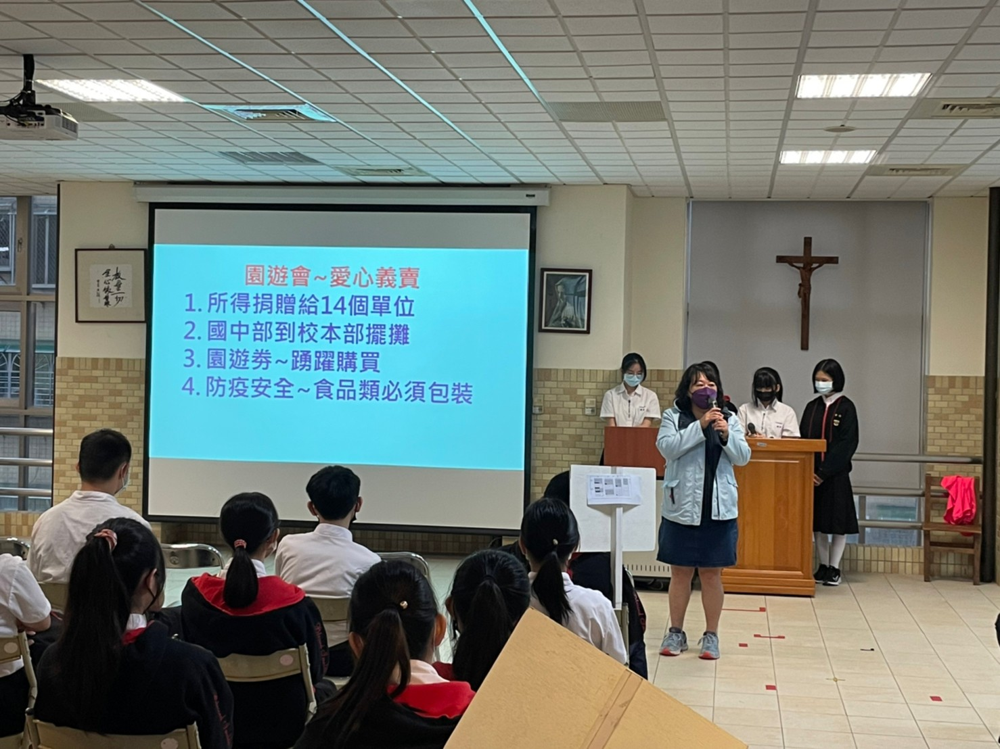 園遊會~愛心義賣
1. 所得捐贈給14個單位
2. 國中部到校本部擺攤
3. 園遊劵~踴躍購買
4. 防疫安全~食品類必須包裝